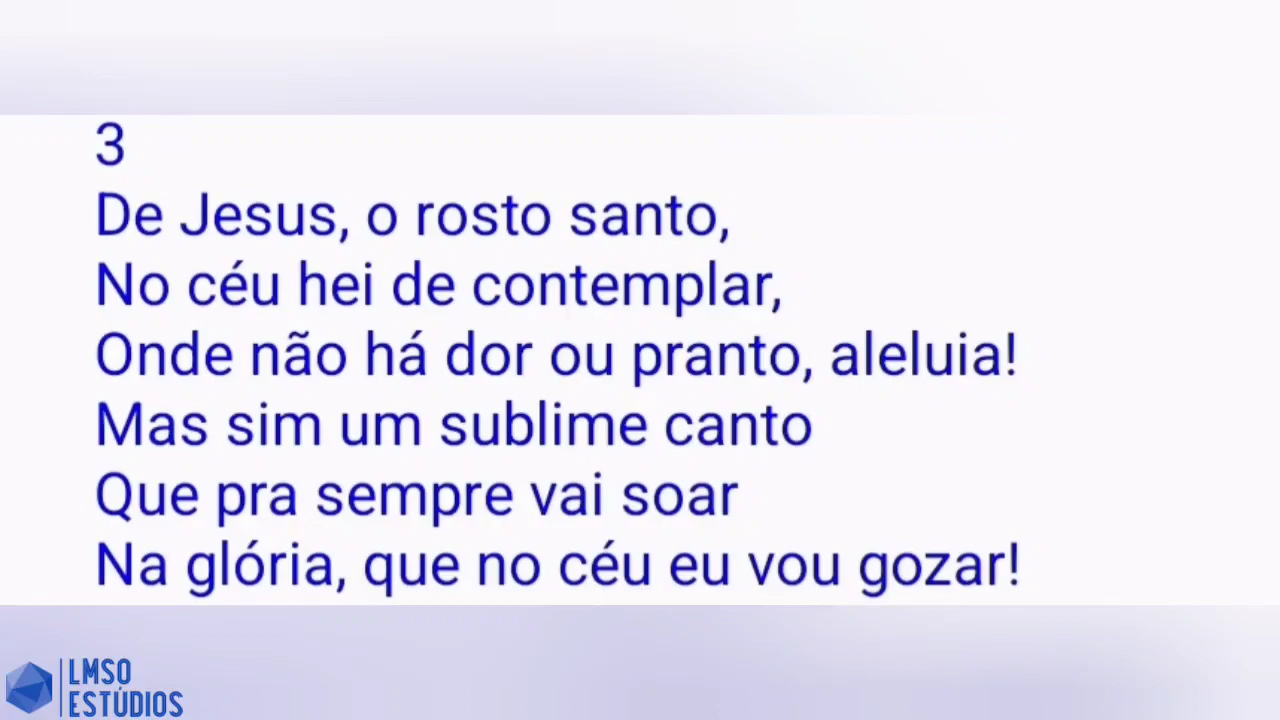 3
De Jesus, o rosto santo,
No céu hei de contemplar,
Onde não há dor ou pranto, aleluia!
Mas sim um sublime canto
Que pra sempre vai soar
Na glória, que no céu eu vou gozar!
LMSO
ESTÚDIOS